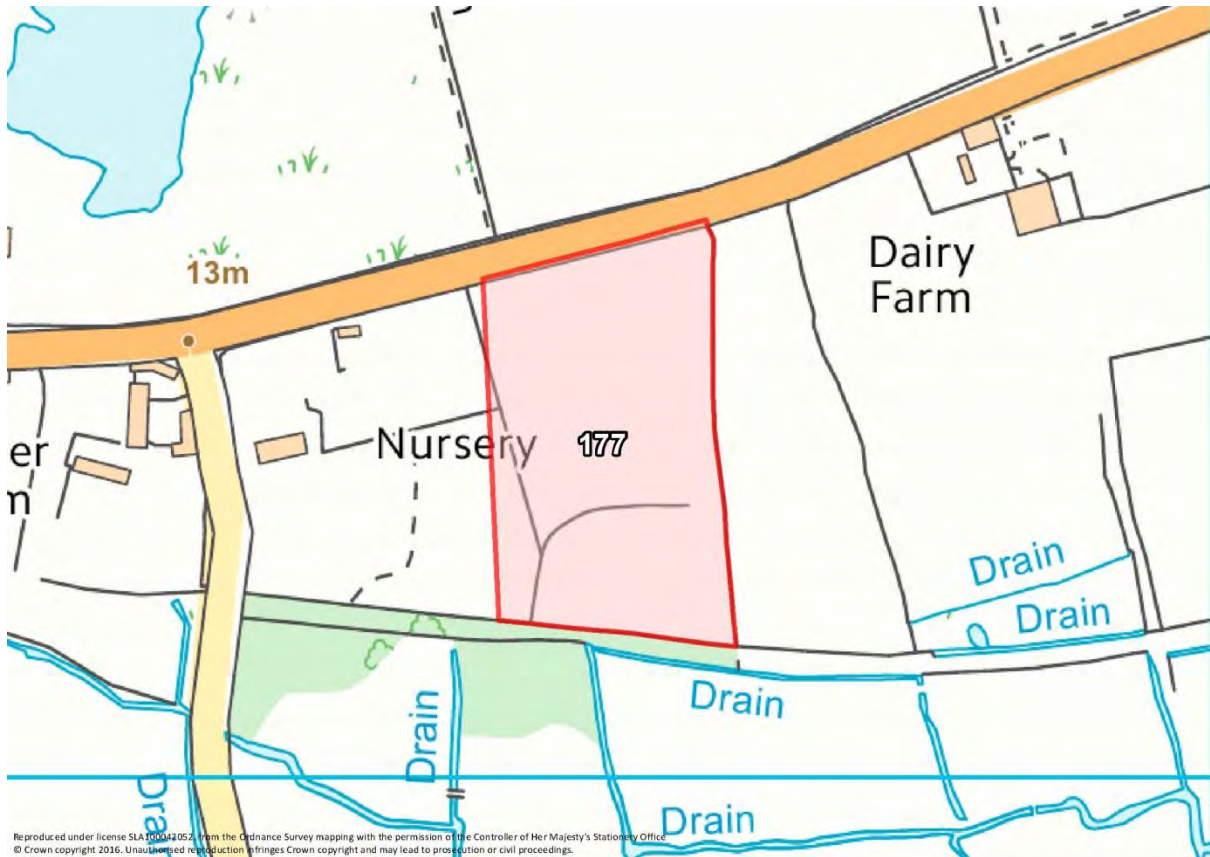 13m
Dairy
Farm
er
m
Nursery
177
Drain
Drain
Drain
Drain
Drain
Reproduced under license SLA100042052, from the Ordnance Survey mapping with the permission of the Controller of Her Majesty's Stationery Office
© Crown copyright 2016. Unauthorised reproduction infringes Crown copyright and may lead to prosecution or civil proceedings.